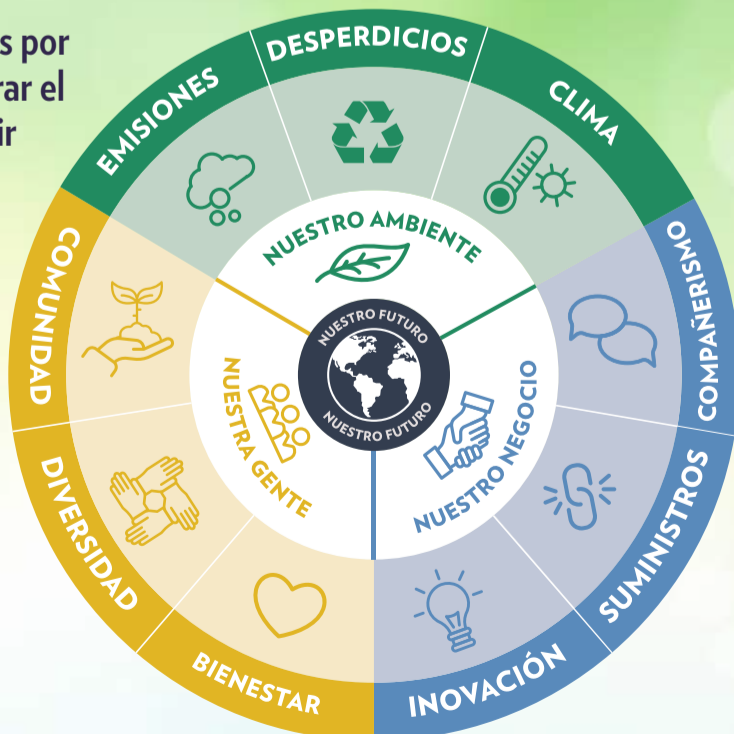 s por
rar el
ir
EMISIONES
DESPERDICIOS
CLIMA
COMPAÑERISMO
SUMINISTROS
INOVACIÓN
BIENESTAR
DIVERSIDAD
COMUNIDAD
NUESTRO AMBIENTE
NUESTRO NEGOCIO
NUESTRA GENTE
NUESTRO FUTURO
NUESTRO FUTURO